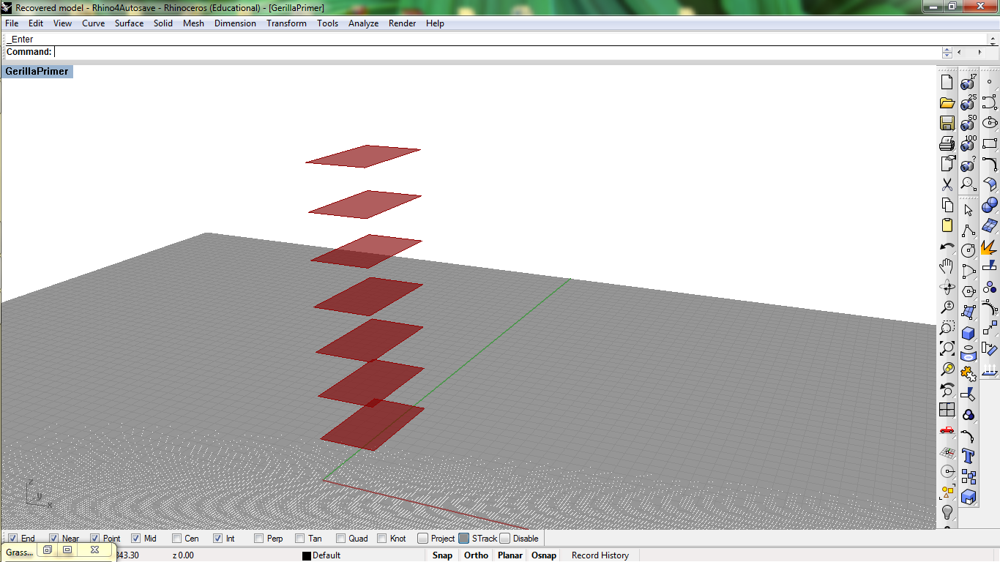 Recovered model - Rhino4Autosave - Rhinoceros (Educational) - [GerillaPrimer]
File Edit View Curve Surface Solid Mesh Dimension Transform Tools Analyze Render Help
_Enter
Command:
GerillaPrimer
17
25
50
100
?
z
y
x
End Near Point Mid Cen Int Perp Tan Quad Knot Project STrack Disable
Grass... 343.30 z 0.00 Default Snap Ortho Planar Osnap Record History